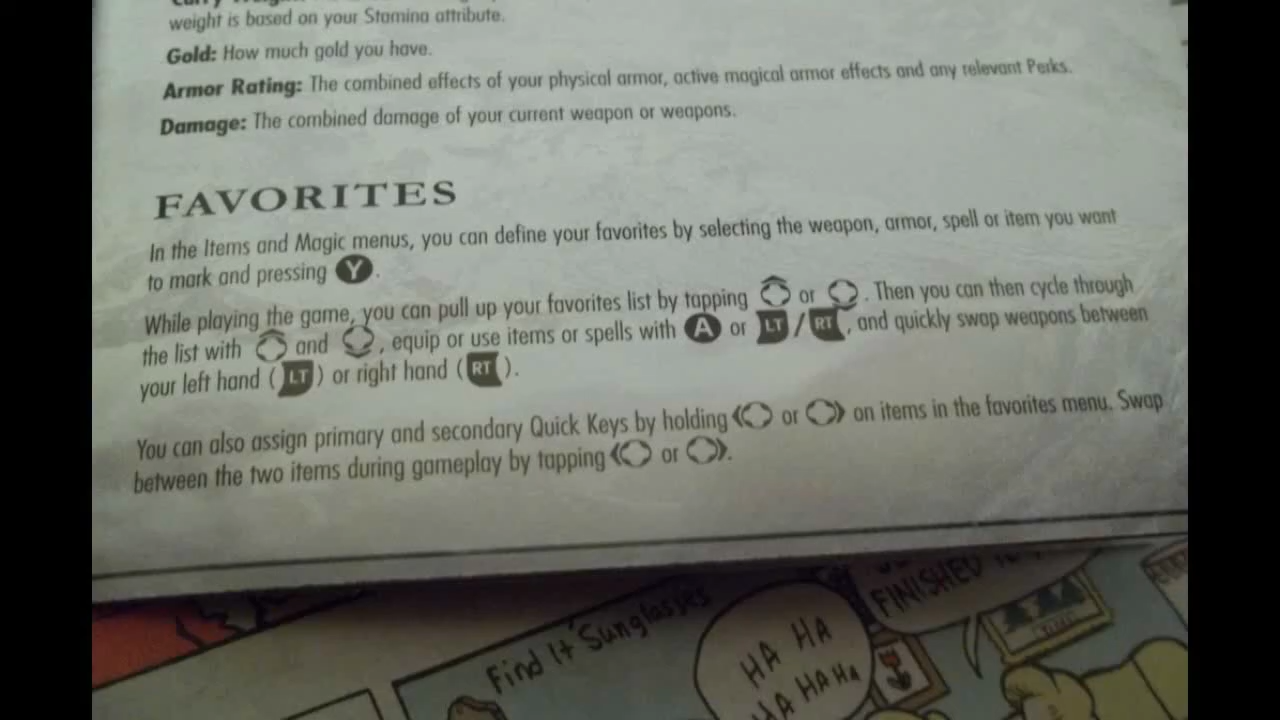 weight is based on your Stamina attribute.
Gold: How much gold you have.
Armor Rating: The combined effects of your physical armor, active magical armor effects and any relevant Perks.
Damage: The combined damage of your current weapon or weapons.
FAVORITES
In the Items and Magic menus, you can define your favorites by selecting the weapon, armor, spell or item you want
to mark and pressing Y.
While playing the game, you can pull up your favorites list by tapping or . Then you can then cycle through
the list with and , equip or use items or spells with A or LT / RT, and quickly swap weapons between
your left hand (LT) or right hand (RT).
You can also assign primary and secondary Quick Keys by holding or on items in the favorites menu. Swap
between the two items during gameplay by tapping or .
Find It Sunglasses
HA HA
HA HA HA
FINISHED